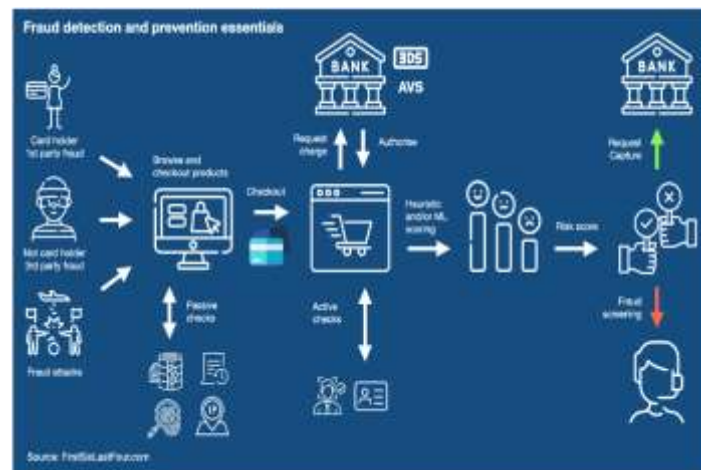 Fraud detection and prevention essentials
BANK
3DS
AVS
BANK
Card holder
1st party fraud
Request
charge
Authorise
Request
Capture
Browse and
checkout products
Checkout
Heuristic
and/or ML
scoring
Risk score
Not card holder
3rd party fraud
Passive
checks
Active
checks
Fraud
screening
Fraud attacks
IP
Source: FirstSixLastFour.com